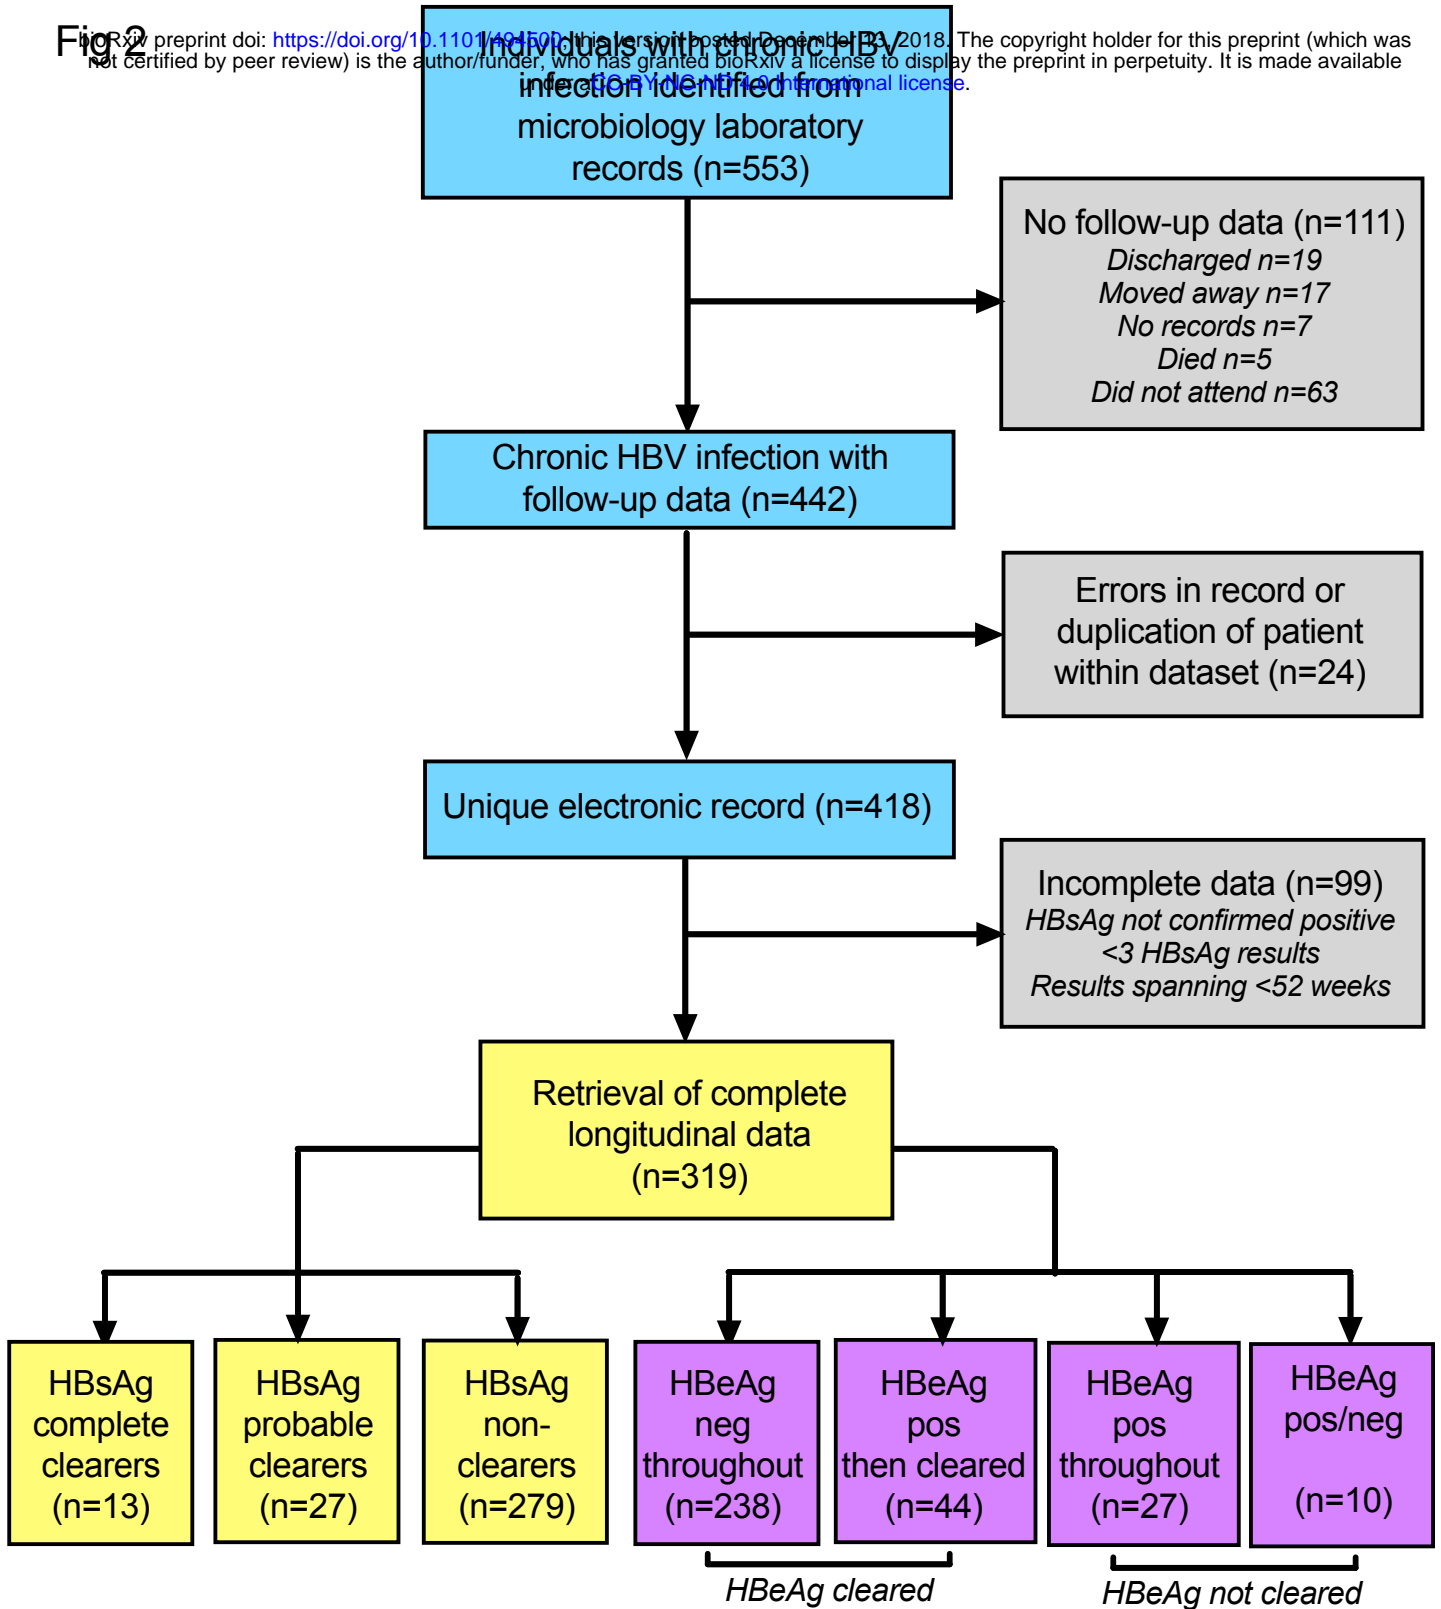 Fig 2
bioRxiv preprint doi: https://doi.org/10.1101/494500; this version posted December 13, 2018. The copyright holder for this preprint (which was
not certified by peer review) is the author/funder, who has granted bioRxiv a license to display the preprint in perpetuity. It is made available
under a CC-BY-NC-ND 4.0 International license.
Individuals with chronic HBV
infection identified from
microbiology laboratory
records (n=553)
No follow-up data (n=111)
Discharged n=19
Moved away n=17
No records n=7
Died n=5
Did not attend n=63
Chronic HBV infection with
follow-up data (n=442)
Errors in record or
duplication of patient
within dataset (n=24)
Unique electronic record (n=418)
Incomplete data (n=99)
HBsAg not confirmed positive
<3 HBsAg results
Results spanning <52 weeks
Retrieval of complete
longitudinal data
(n=319)
HBsAg
complete
clearers
(n=13)
HBsAg
probable
clearers
(n=27)
HBsAg
non-
clearers
(n=279)
HBeAg
neg
throughout
(n=238)
HBeAg
pos
then cleared
(n=44)
HBeAg
pos
throughout
(n=27)
HBeAg
pos/neg
(n=10)
HBeAg cleared
HBeAg not cleared